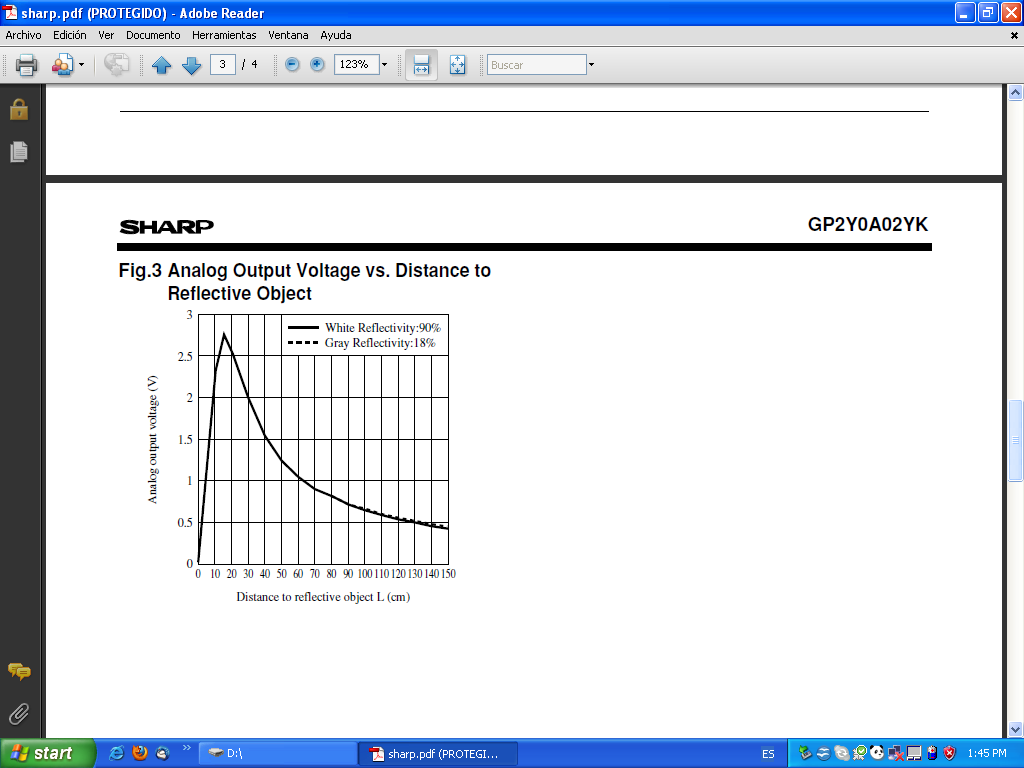 sharp.pdf (PROTEGIDO) - Adobe Reader
Archivo Edición Ver Documento Herramientas Ventana Ayuda
3 / 4 123% Buscar
SHARP GP2Y0A02YK
Fig.3 Analog Output Voltage vs. Distance to
Reflective Object
White Reflectivity:90%
Gray Reflectivity:18%
Analog output voltage (V)
3
2.5
2
1.5
1
0.5
0
0 10 20 30 40 50 60 70 80 90 100 110 120 130 140 150
Distance to reflective object L (cm)
start D:\ sharp.pdf (PROTEGI... ES 1:45 PM